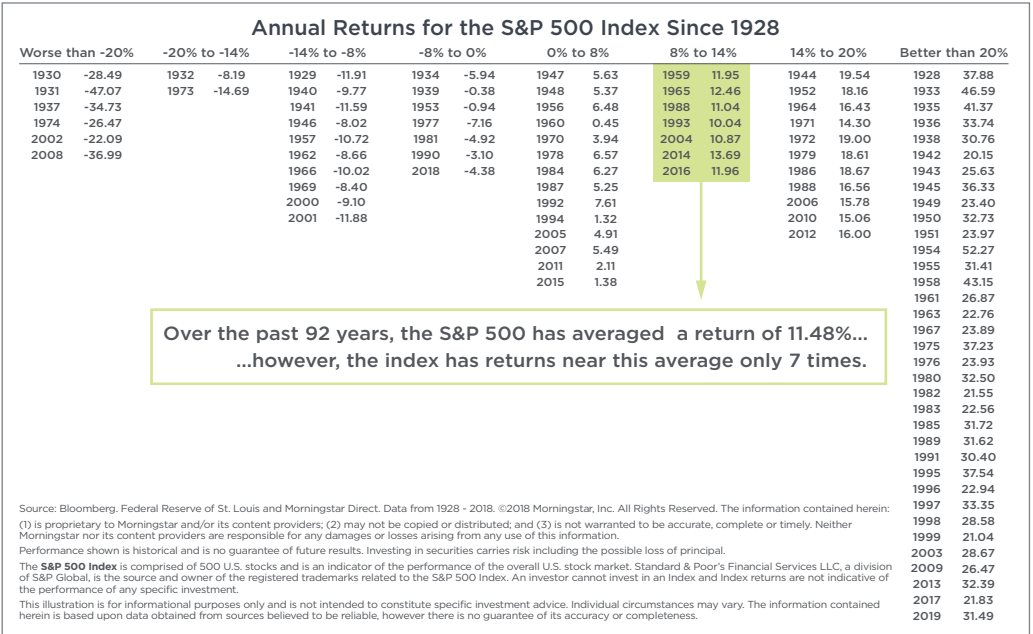 Annual Returns for the S&P 500 Index Since 1928
Worse than -20% -20% to -14% -14% to -8% -8% to 0% 0% to 8% 8% to 14% 14% to 20% Better than 20%
1930 -28.49 1932 -8.19 1929 -11.91 1934 -5.94 1947 5.63 1959 11.95 1944 19.54 1928 37.88
1931 -47.07 1973 -14.69 1940 -9.77 1939 -0.38 1948 5.37 1965 12.46 1952 18.16 1933 46.59
1937 -34.73 1941 -11.59 1953 -0.94 1956 6.48 1988 11.04 1964 16.43 1935 41.37
1974 -26.47 1946 -8.02 1977 -7.16 1960 0.45 1993 10.04 1971 14.30 1936 33.74
2002 -22.09 1957 -10.72 1981 -4.92 1970 3.94 2004 10.87 1972 19.00 1938 30.76
2008 -36.99 1962 -8.66 1990 -3.10 1978 6.57 2014 13.69 1979 18.61 1942 20.15
1966 -10.02 2018 -4.38 1984 6.27 2016 11.96 1986 18.67 1943 25.63
1969 -8.40 1987 5.25 1988 16.56 1945 36.33
2000 -9.10 1992 7.61 2006 15.78 1949 23.40
2001 -11.88 1994 1.32 2010 15.06 1950 32.73
2005 4.91 2012 16.00 1951 23.97
2007 5.49 1954 52.27
2011 2.11 1955 31.41
2015 1.38 1958 43.15
1961 26.87
1963 22.76
1967 23.89
1975 37.23
1976 23.93
1980 32.50
1982 21.55
1983 22.56
1985 31.72
1989 31.62
1991 30.40
1995 37.54
1996 22.94
1997 33.35
1998 28.58
1999 21.04
2003 28.67
2009 26.47
2013 32.39
2017 21.83
2019 31.49
Over the past 92 years, the S&P 500 has averaged a return of 11.48%...
...however, the index has returns near this average only 7 times.
Source: Bloomberg. Federal Reserve of St. Louis and Morningstar Direct. Data from 1928 - 2018. ©2018 Morningstar, Inc. All Rights Reserved. The information contained herein:
(1) is proprietary to Morningstar and/or its content providers; (2) may not be copied or distributed; and (3) is not warranted to be accurate, complete or timely. Neither
Morningstar nor its content providers are responsible for any damages or losses arising from any use of this information.
Performance shown is historical and is no guarantee of future results. Investing in securities carries risk including the possible loss of principal.
The S&P 500 Index is comprised of 500 U.S. stocks and is an indicator of the performance of the overall U.S. stock market. Standard & Poor's Financial Services LLC, a division
of S&P Global, is the source and owner of the registered trademarks related to the S&P 500 Index. An investor cannot invest in an Index and Index returns are not indicative of
the performance of any specific investment.
This illustration is for informational purposes only and is not intended to constitute specific investment advice. Individual circumstances may vary. The information contained
herein is based upon data obtained from sources believed to be reliable, however there is no guarantee of its accuracy or completeness.